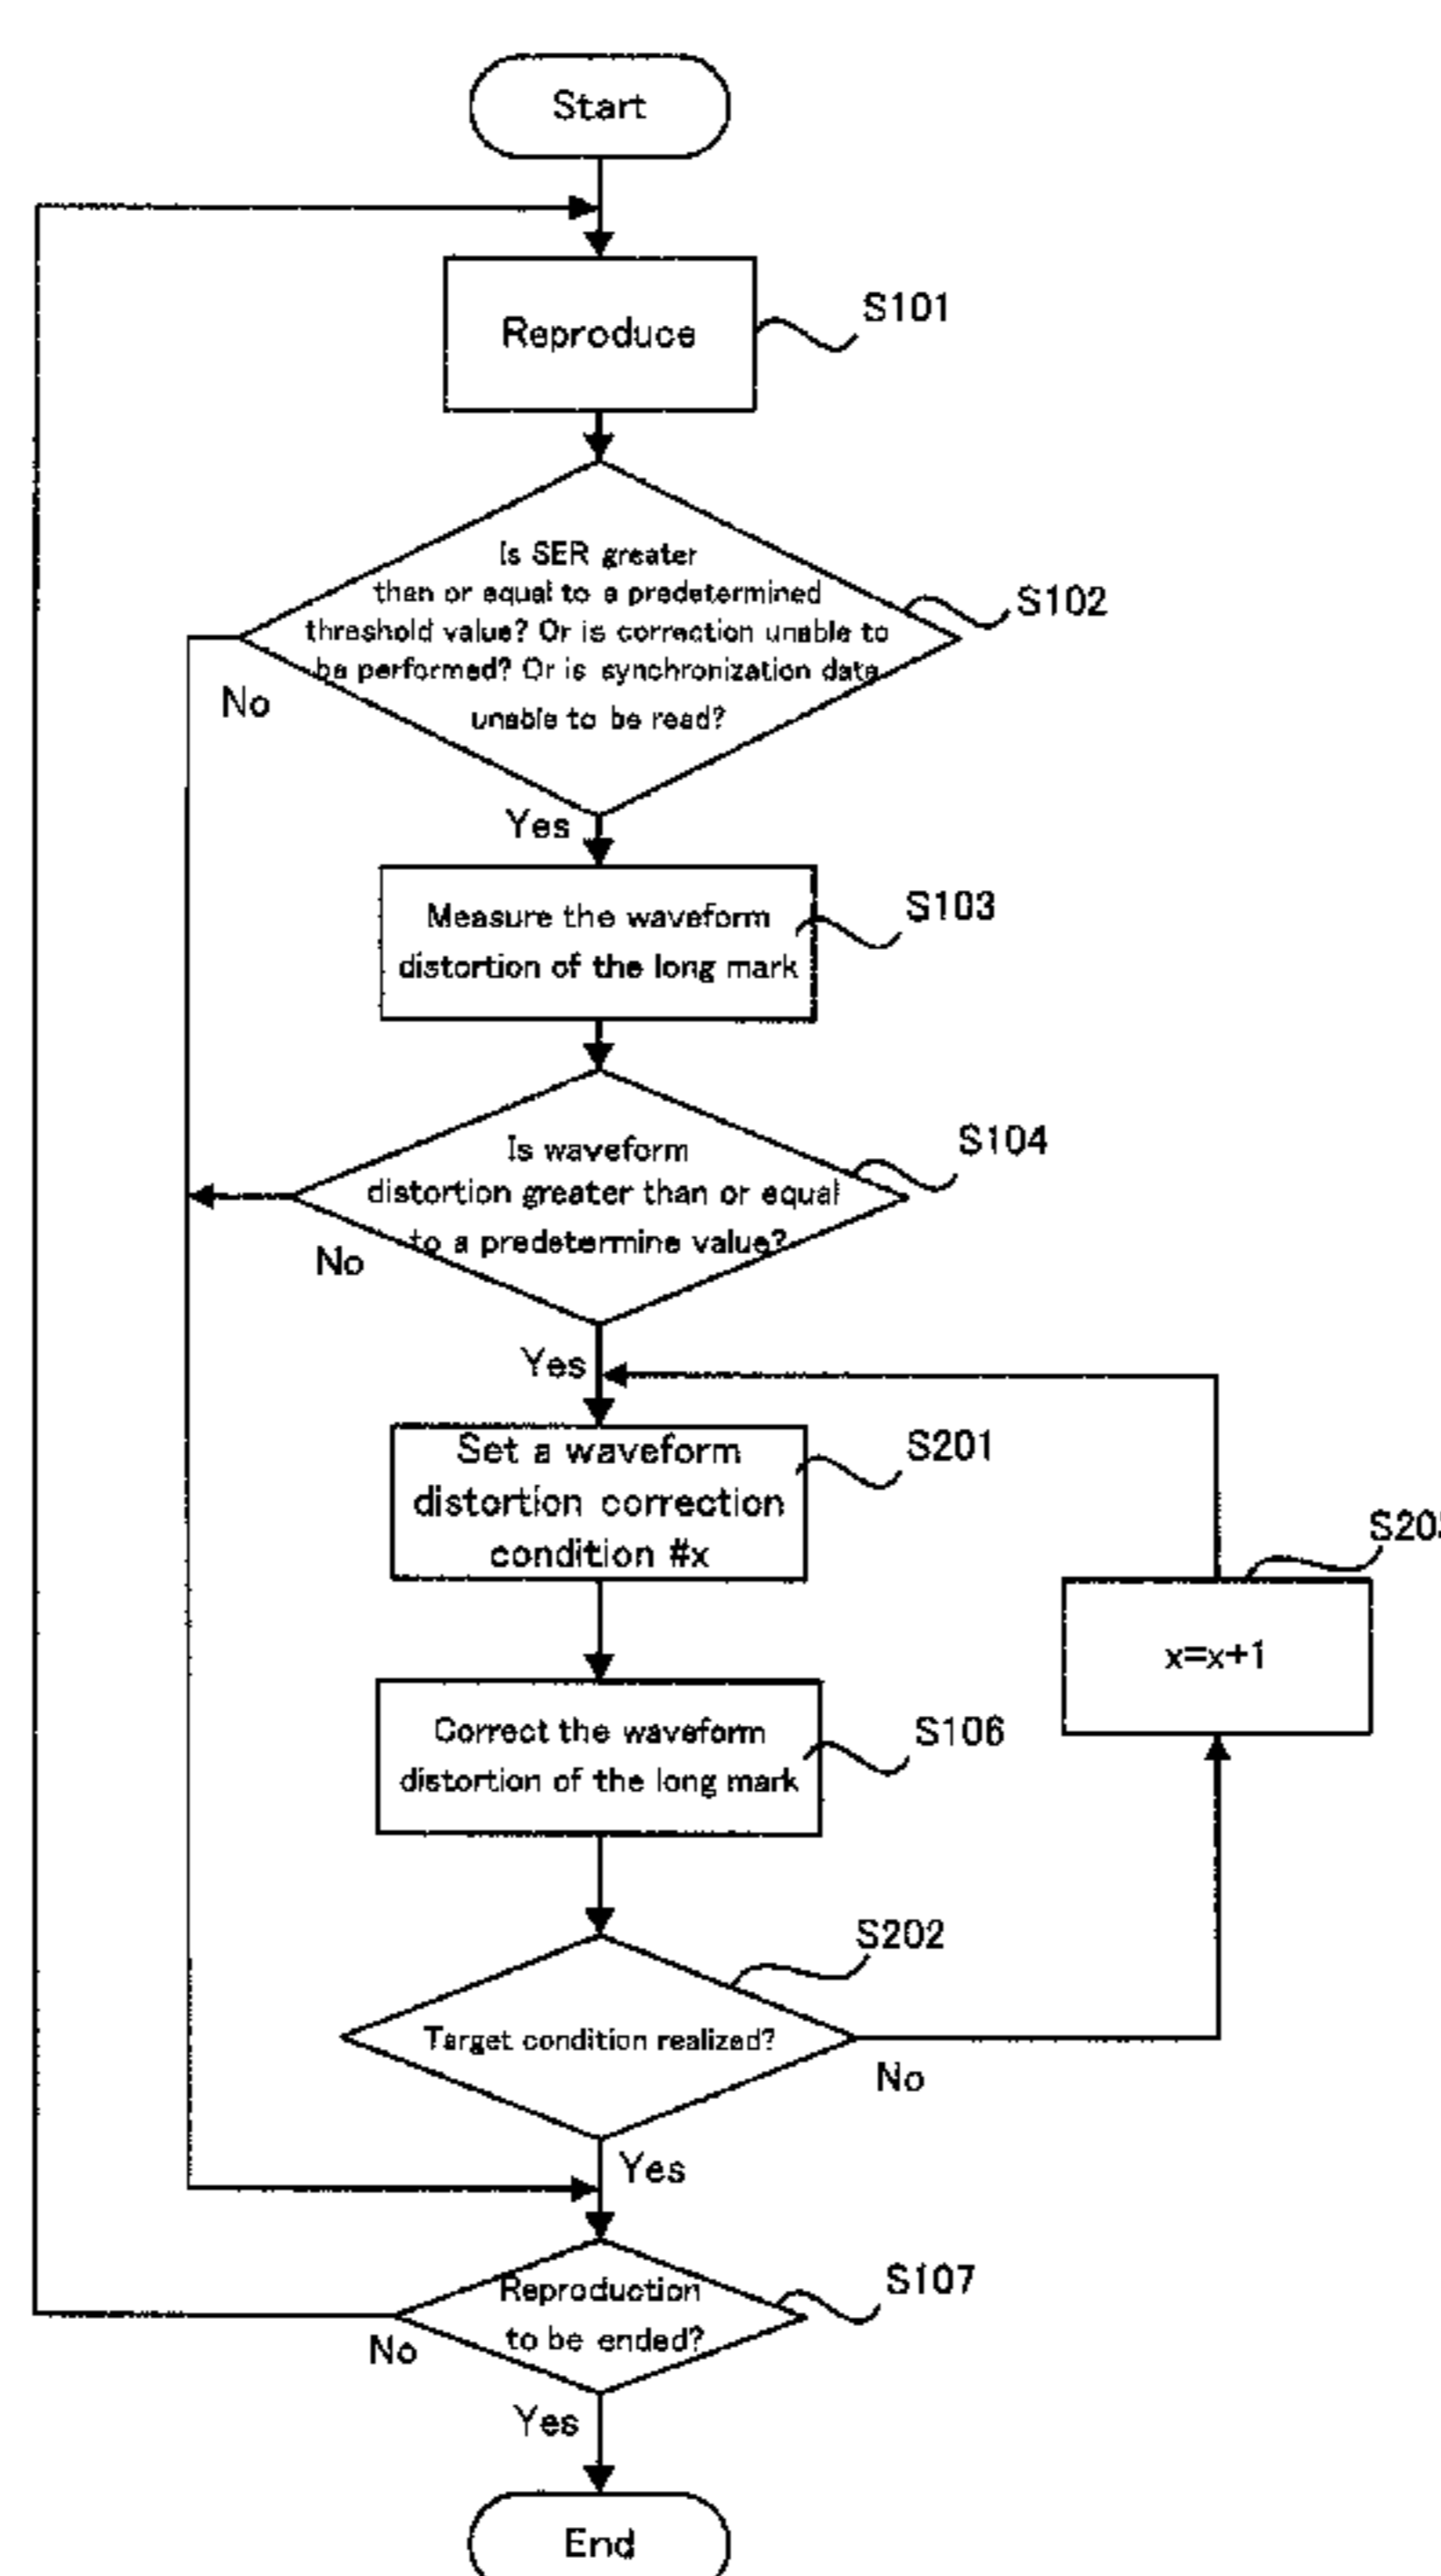 Start
Reproduce
S101
Is SER greater
than or equal to a predetermined
threshold value? Or is correction unable to
be performed? Or is synchronization data
unable to be read?
S102
No
Yes
Measure the waveform
distortion of the long mark
S103
Is waveform
distortion greater than or equal
to a predetermine value?
S104
No
Yes
Set a waveform
distortion correction
condition #x
S201
x=x+1
Correct the waveform
distortion of the long mark
S106
Target condition realized?
S202
No
Yes
Reproduction
to be ended?
S107
No
Yes
End